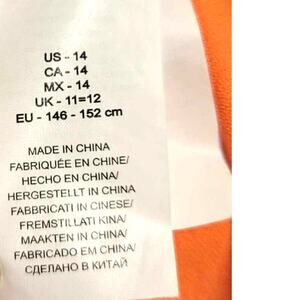 US - 14
CA - 14
MX - 14
UK - 11=12
EU - 146 - 152 cm
MADE IN CHINA
FABRIQUÉE EN CHINE/
HECHO EN CHINA/
HERGESTELLT IN CHINA/
FABBRICATI IN CINESE/
FREMSTILLATI KINA/
MAAKTEN IN CHINA/
FABRICADO EM CHINA/
СДЕЛАНО В КИТАЙ